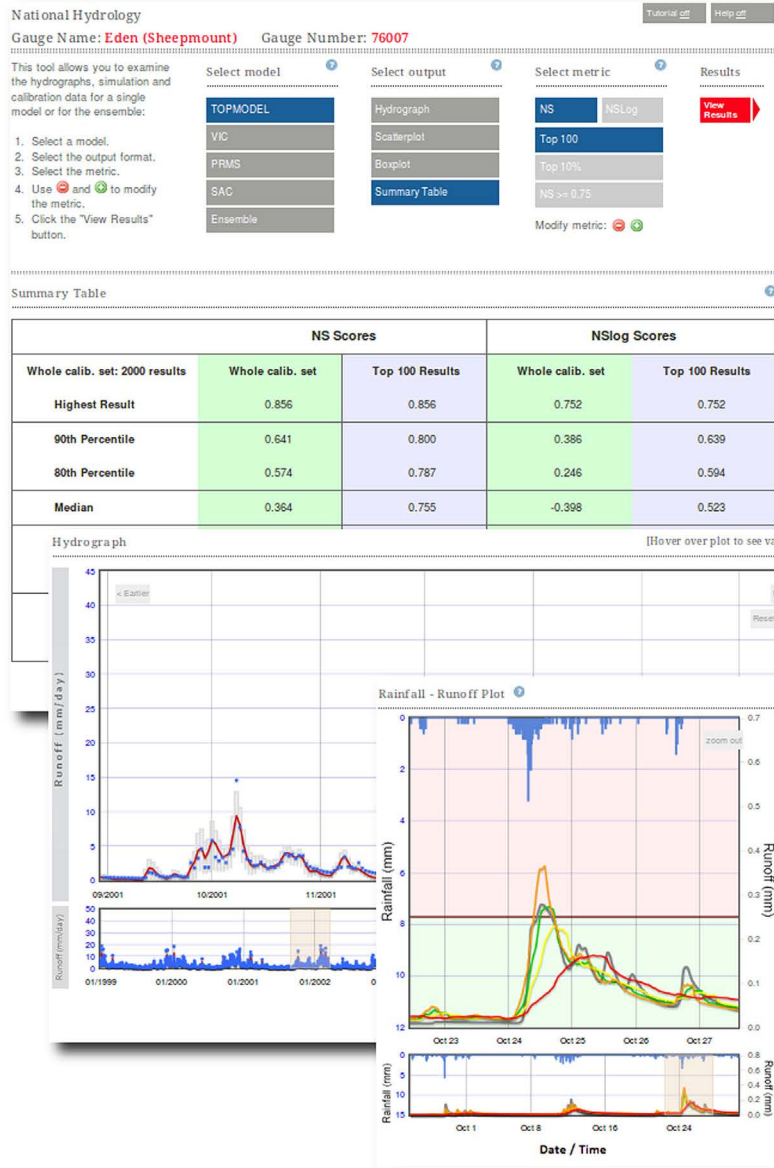 National Hydrology
Tutorial off
Help off
Gauge Name: Eden (Sheepmount) Gauge Number: 76007
This tool allows you to examine
the hydrographs, simulation and
calibration data for a single
model or for the ensemble:
1. Select a model.
2. Select the output format.
3. Select the metric.
4. Use and to modify
the metric.
5. Click the "View Results"
button.
Select model ?
TOPMODEL
VIC
PRMS
SAC
Ensemble
Select output ?
Hydrograph
Scatterplot
Boxplot
Summary Table
Select metric ?
NS NSLog
Top 100
Top 10%
NS >= 0.75
Modify metric:
Results
View
Results
Summary Table ?
NS Scores NSlog Scores
Whole calib. set: 2000 results Whole calib. set Top 100 Results Whole calib. set Top 100 Results
Highest Result 0.856 0.856 0.752 0.752
90th Percentile 0.641 0.800 0.386 0.639
80th Percentile 0.574 0.787 0.246 0.594
Median 0.364 0.755 -0.398 0.523
Hydrograph
[Hover over plot to see va
< Earlier
Reset
Runoff (mm/day)
45
40
35
30
25
20
15
10
5
0
09/2001 10/2001 11/2001
Runoff(mm/day)
50
40
30
20
10
0
01/1999 01/2000 01/2001 01/2002 0
Rainfall - Runoff Plot ?
zoom out
Rainfall (mm)
0
2
4
6
8
10
12
0.7
0.6
0.5
0.4
0.3
0.2
0.1
0.0
Runoff (mm)
Oct 23 Oct 24 Oct 25 Oct 26 Oct 27
Rainfall (mm)
0
5
10
15
0.8
0.6
0.4
0.2
0.0
Runoff (mm)
Oct 1 Oct 8 Oct 16 Oct 24
Date / Time